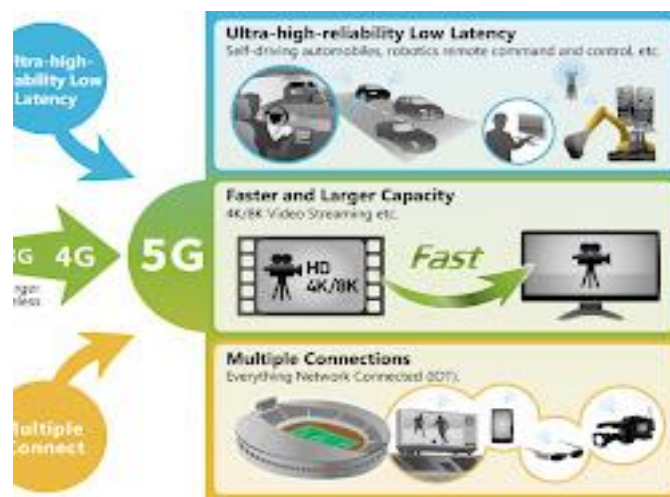 Ultra-high-reliability Low Latency
Self-driving automobiles, robotics remote command and control, etc.
ltra-high-
ability Low
Latency
Faster and Larger Capacity
4K/8K Video Streaming etc.
G 4G
5G
HD
4K/8K
Fast
Multiple Connections
Everything Network Connected (IOT).
ultiple
onnect